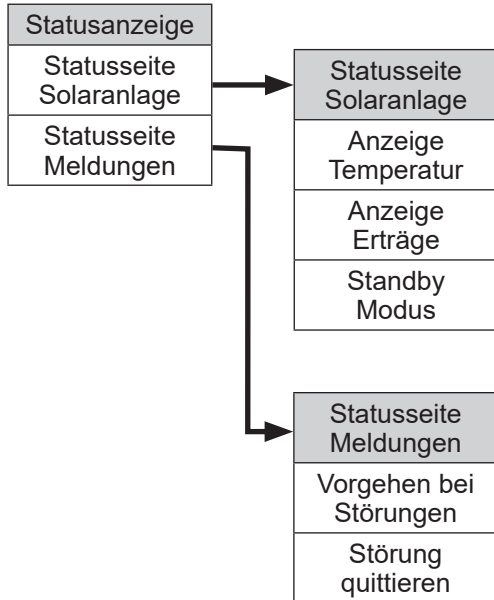 Statusanzeige
Statusseite
Solaranlage
Statusseite
Meldungen
Statusseite
Solaranlage
Anzeige
Temperatur
Anzeige
Erträge
Standby
Modus
Statusseite
Meldungen
Vorgehen bei
Störungen
Störung
quittieren